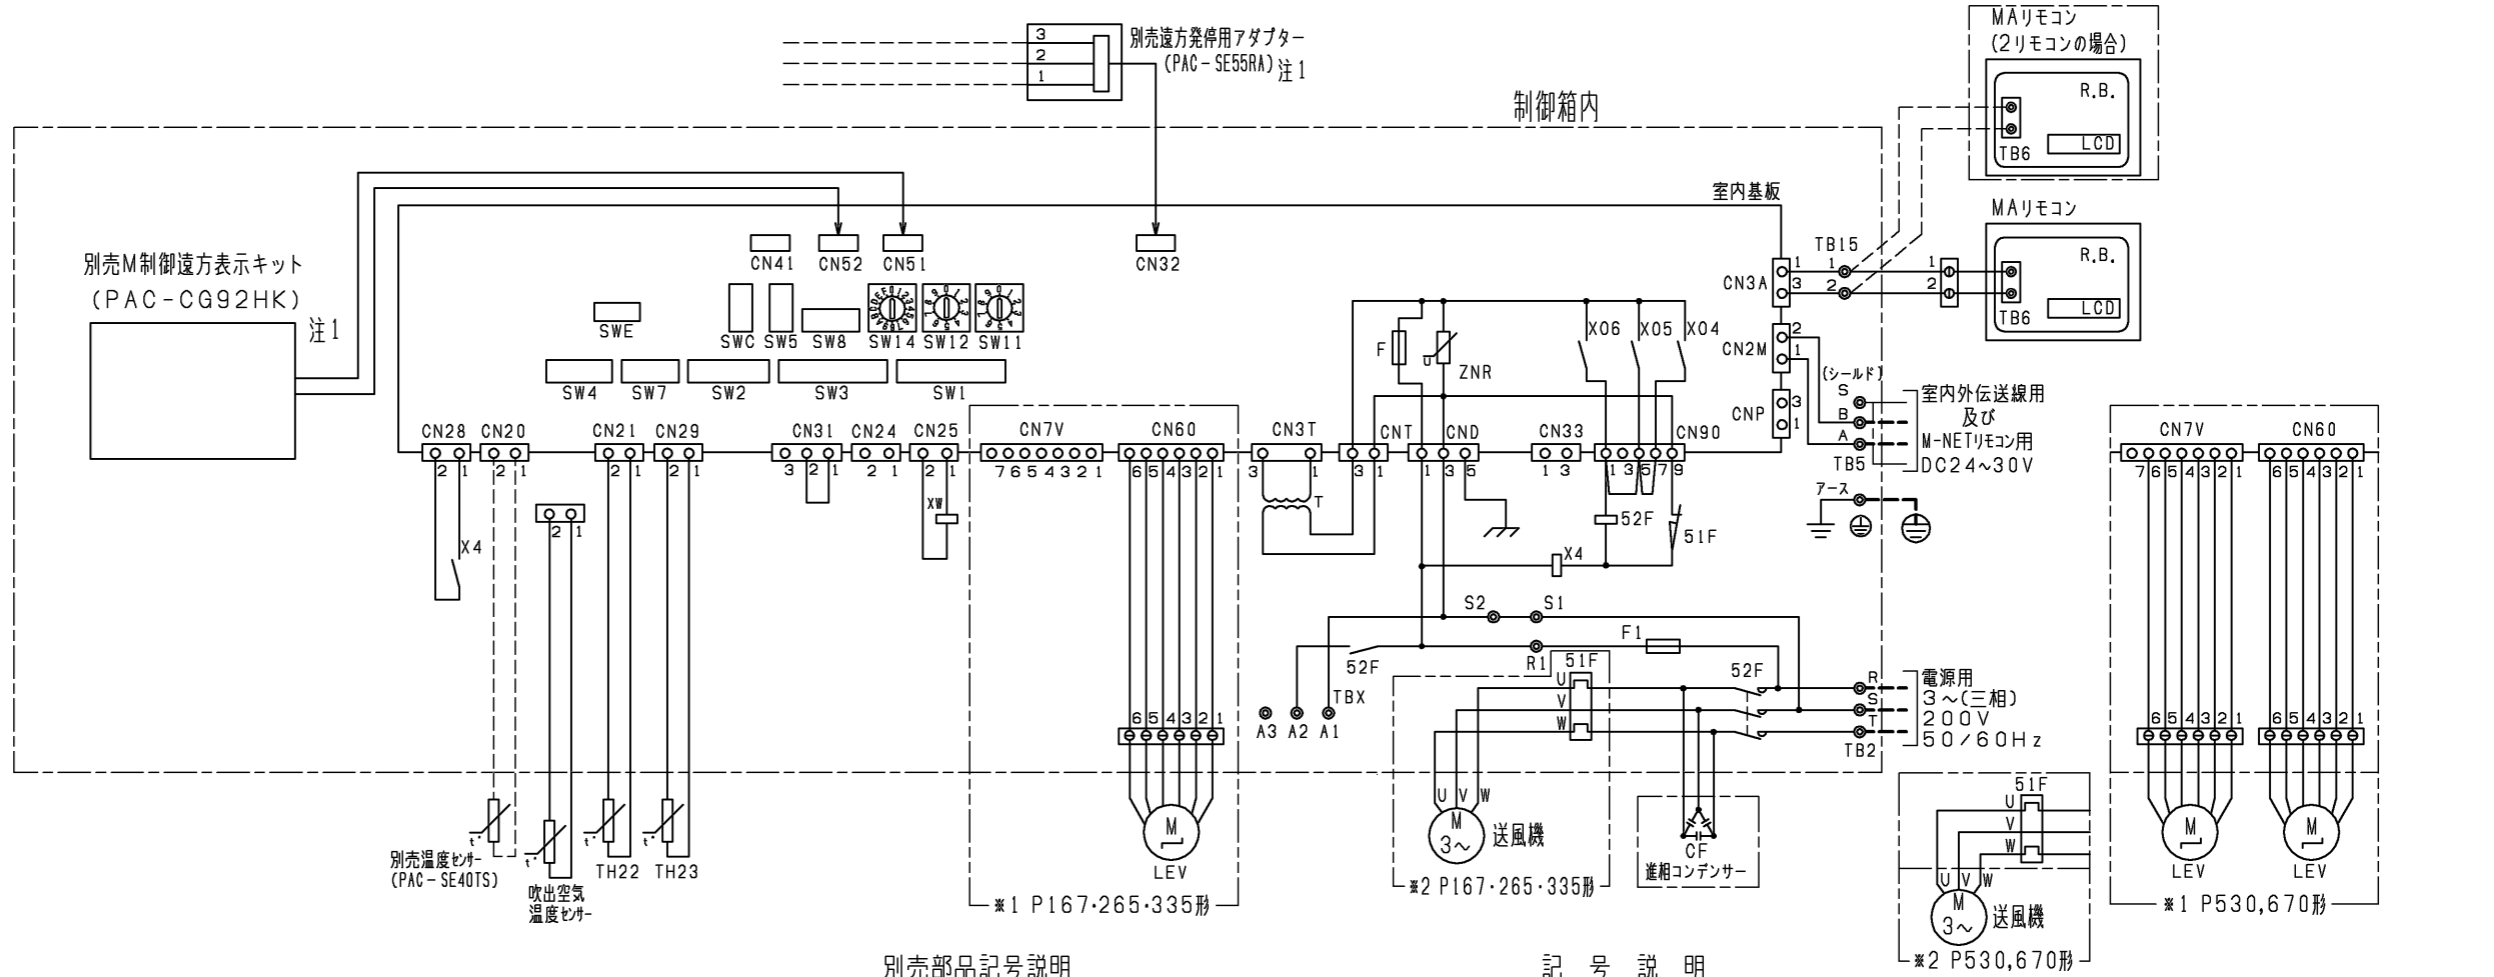 3
2
1
別売遠方発停用アダプター
(PAC-SE55RA) 注1
MAリモコン
(2リモコンの場合)
R.B.
LCD
TB6
制御箱内
室内基板
MAリモコン
R.B.
LCD
TB6
別売M制御遠方表示キット
(PAC-CG92HK)
注1
CN41 CN52 CN51 CN32
TB15
CN3A 1 1 1
3 2 2
SWE SWC SW5 SW8 SW14 SW12 SW11
SW4 SW7 SW2 SW3 SW1
F ZNR X06 X05 X04
CN2M 2
1
CNP 3
1
(シールド)
S
B
A
TB5
室内外伝送線用
及び
M-NETリモコン用
DC24~30V
アース
CN28 CN20 CN21 CN29 CN31 CN24 CN25 CN7V CN60 CN3T CNT CND CN33 CN90
2 1 2 1 2 1 2 1 3 2 1 2 1 2 1 7 6 5 4 3 2 1 6 5 4 3 2 1 3 1 3 1 1 3 5 1 3 1 3 5 7 9
CN7V CN60
7 6 5 4 3 2 1 6 5 4 3 2 1
XW T 52F 51F
2 1
X4 X4
S2 S1
F1
52F R1 51F 52F
TBX
A3 A2 A1
U
V
W
R
S
T
TB2
電源用
3~(三相)
200V
50/60Hz
6 5 4 3 2 1
6 5 4 3 2 1 6 5 4 3 2 1
t°
t°
t°
t°
別売温度センサー
(PAC-SE40TS)
吹出空気
温度センサー
TH22 TH23
M
LEV
※1 P167·265·335形
U V W
M
3~
送風機
※2 P167·265·335形
CF
進相コンデンサー
51F
U
V
W
U V W
M
3~
送風機
※2 P530,670形
M
LEV
M
LEV
※1 P530,670形
別売部品記号説明
記 号 説 明